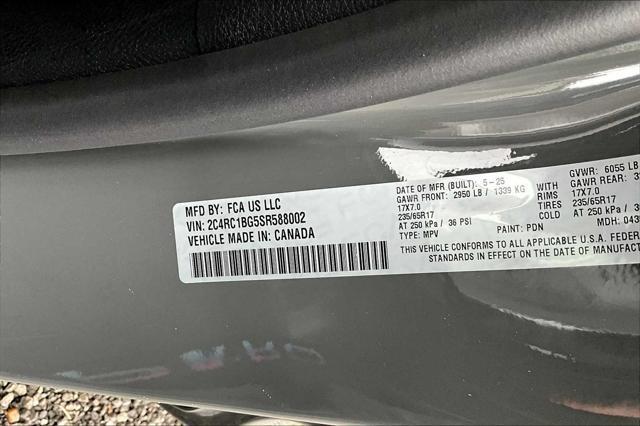 MFD BY: FCA US LLC
VIN: 2C4RC1BG5SR588002
VEHICLE MADE IN: CANADA
DATE OF MFR (BUILT): 5-25
GAWR FRONT: 2950 LB / 1339 KG
17X7.0
235/65R17
AT 250 kPa / 36 PSI
TYPE: MPV
WITH
RIMS
TIRES
PAINT: PDN
GVWR: 6055 LB
GAWR REAR:
17X7.0
235/65R17
AT 250 kPa /
MDH:
THIS VEHICLE CONFORMS TO ALL APPLICABLE U.S.A.
STANDARDS IN EFFECT ON THE DATE OF